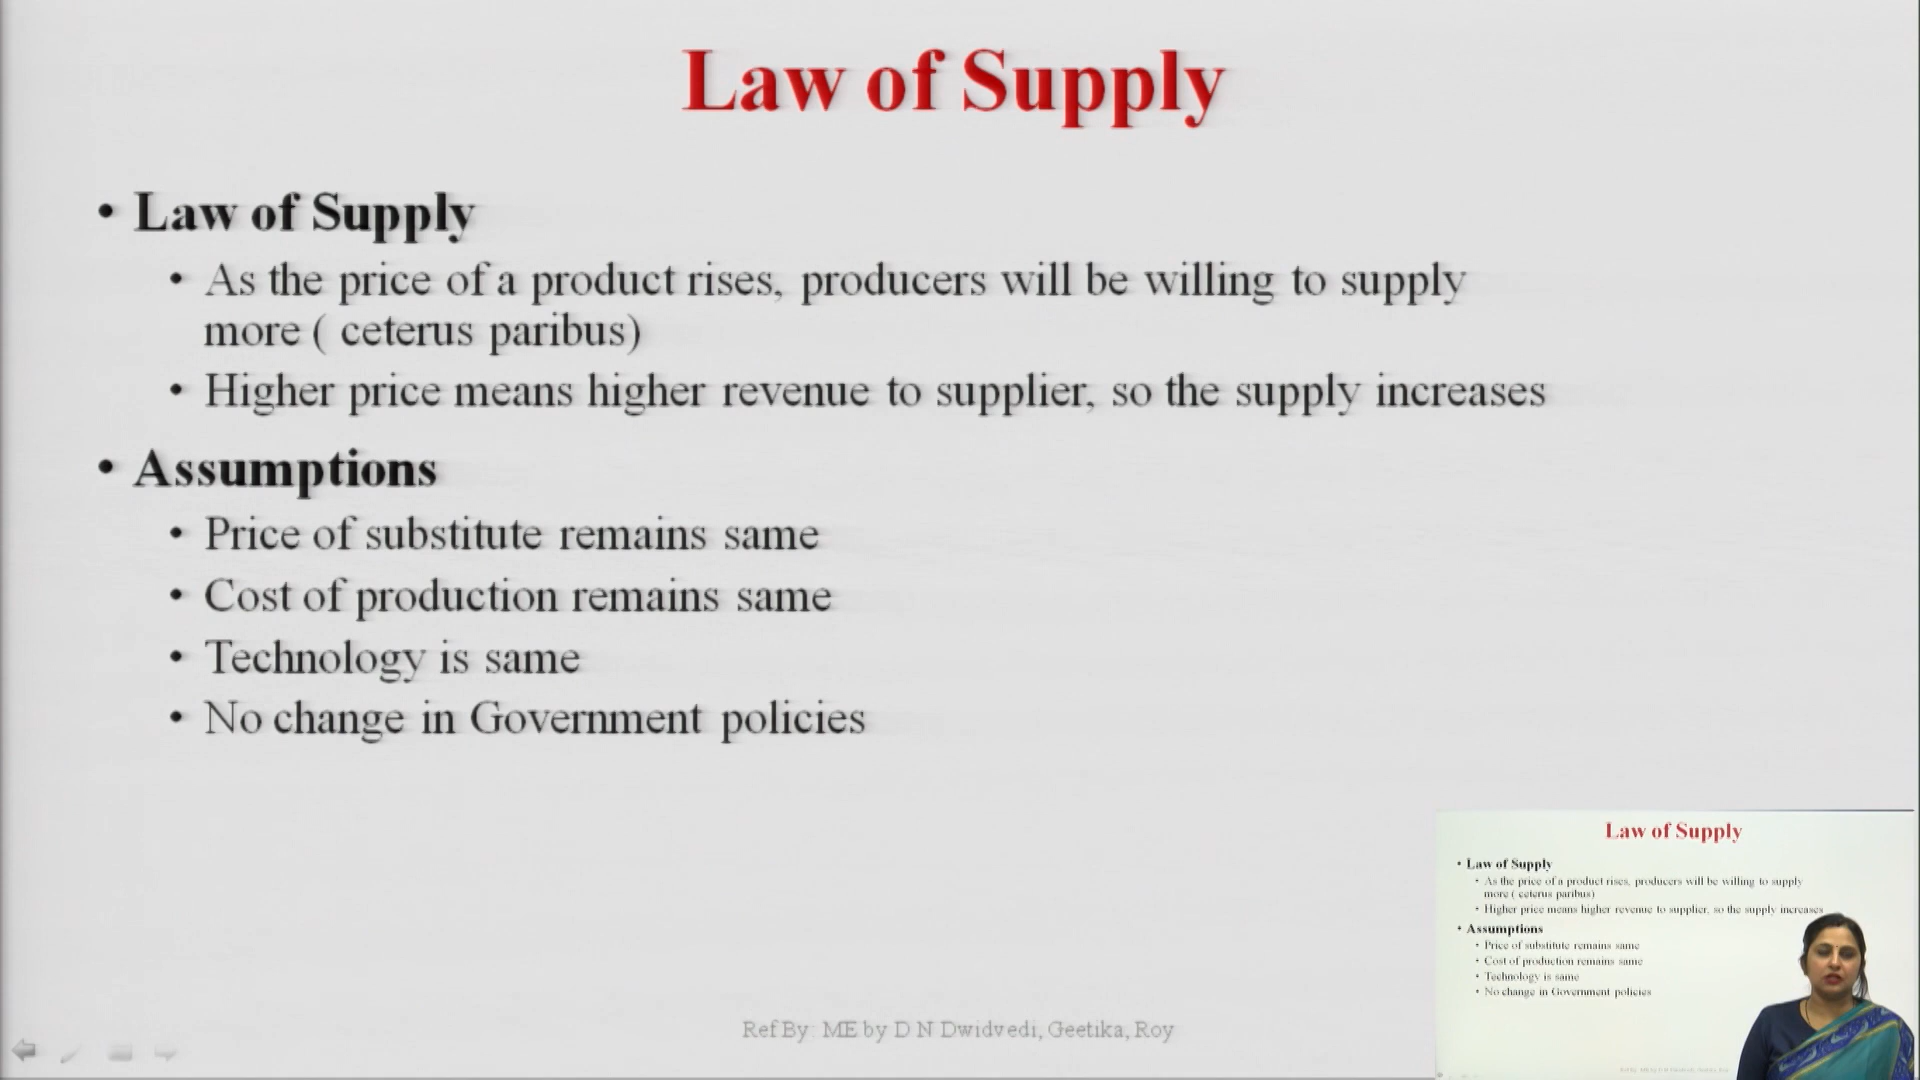 Law of Supply
• Law of Supply
• As the price of a product rises, producers will be willing to supply
more ( ceterus paribus)
• Higher price means higher revenue to supplier, so the supply increases
• Assumptions
• Price of substitute remains same
• Cost of production remains same
• Technology is same
• No change in Government policies
Ref By: ME by D N Dwidvedi, Geetika, Roy
Law of Supply
• Law of Supply
• As the price of a product rises, producers will be willing to supply
more ( ceterus paribus)
• Higher price means higher revenue to supplier, so the supply increases
• Assumptions
• Price of substitute remains same
• Cost of production remains same
• Technology is same
• No change in Government policies